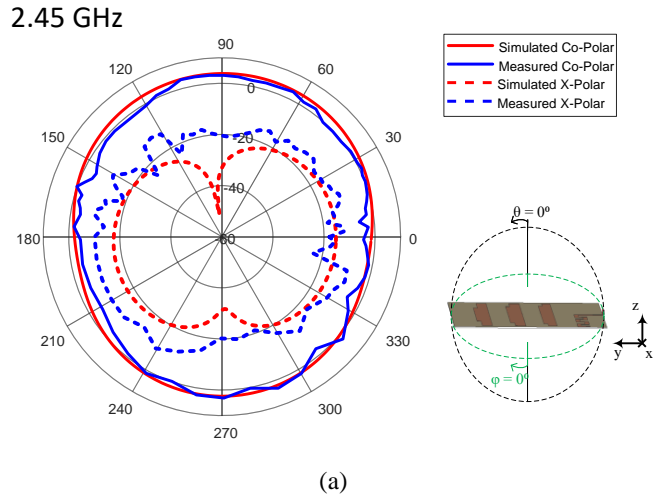 2.45 GHz
90
120
60
0
150
30
-20
-40
180
-60
0
210
330
240
300
270
Simulated Co-Polar
Measured Co-Polar
Simulated X-Polar
Measured X-Polar
θ = 0º
z
y
x
φ = 0º
(a)